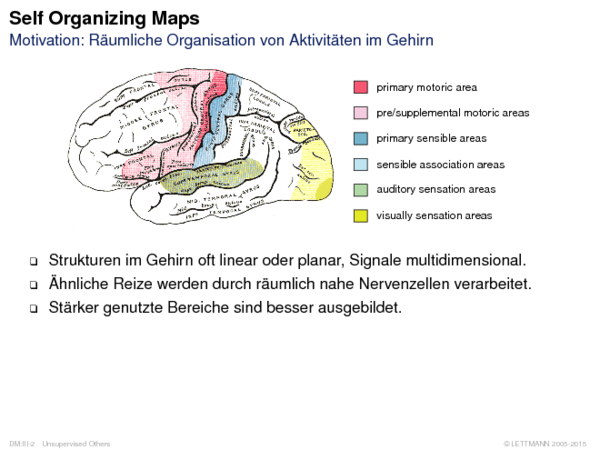 Self Organizing Maps
Motivation: Räumliche Organisation von Aktivitäten im Gehirn
primary motoric area
pre/supplemental motoric areas
primary sensible areas
sensible association areas
auditory sensation areas
visually sensation areas
❑ Strukturen im Gehirn oft linear oder planar, Signale multidimensional.
❑ Ähnliche Reize werden durch räumlich nahe Nervenzellen verarbeitet.
❑ Stärker genutzte Bereiche sind besser ausgebildet.
DM:III-2 Unsupervised Others
© LETTMANN 2005-2015